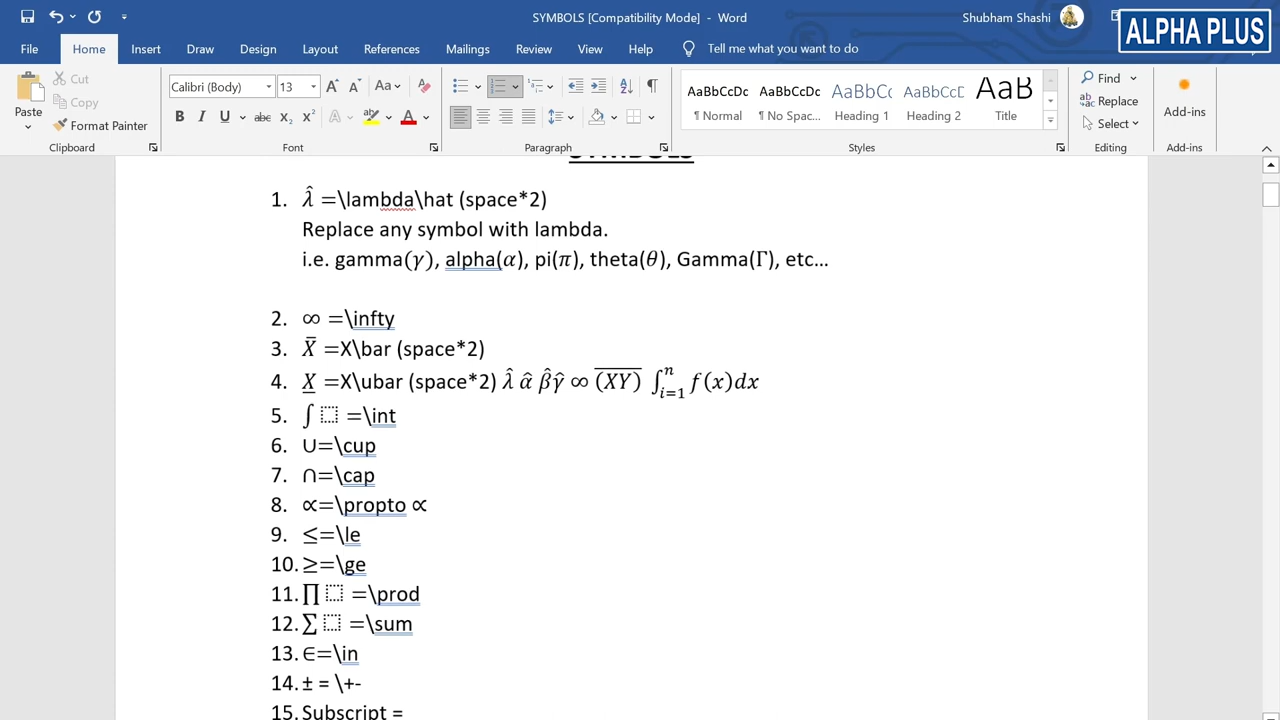 SYMBOLS [Compatibility Mode] - Word
Shubham Shashi
ALPHA PLUS
File Home Insert Draw Design Layout References Mailings Review View Help Tell me what you want to do
Paste
Cut
Copy
Format Painter
Clipboard
Calibri (Body) 13
Font
Paragraph
AaBbCcDc ¶ Normal
AaBbCcDc ¶ No Spac...
AaBbCc Heading 1
AaBbCcD Heading 2
AaB Title
Styles
Find
Replace
Select
Editing
Add-ins
Add-ins
SYMBOLS
1. λ̂ =\lambda\hat (space*2)
Replace any symbol with lambda.
i.e. gamma(γ), alpha(α), pi(π), theta(θ), Gamma(Γ), etc...
2. ∞ =\infty
3. X̄ =X\bar (space*2)
4. X̲ =X\ubar (space*2) λ̂ α̂ β̂γ̂ ∞ \overline{(XY)} ∫_{i=1}^{n} f(x)dx
5. ∫⬚ =\int
6. ∪=\cup
7. ∩=\cap
8. ∝=\propto ∝
9. ≤=\le
10. ≥=\ge
11. ∏⬚ =\prod
12. ∑⬚ =\sum
13. ∈=\in
14. ± = \+-
15. Subscript =